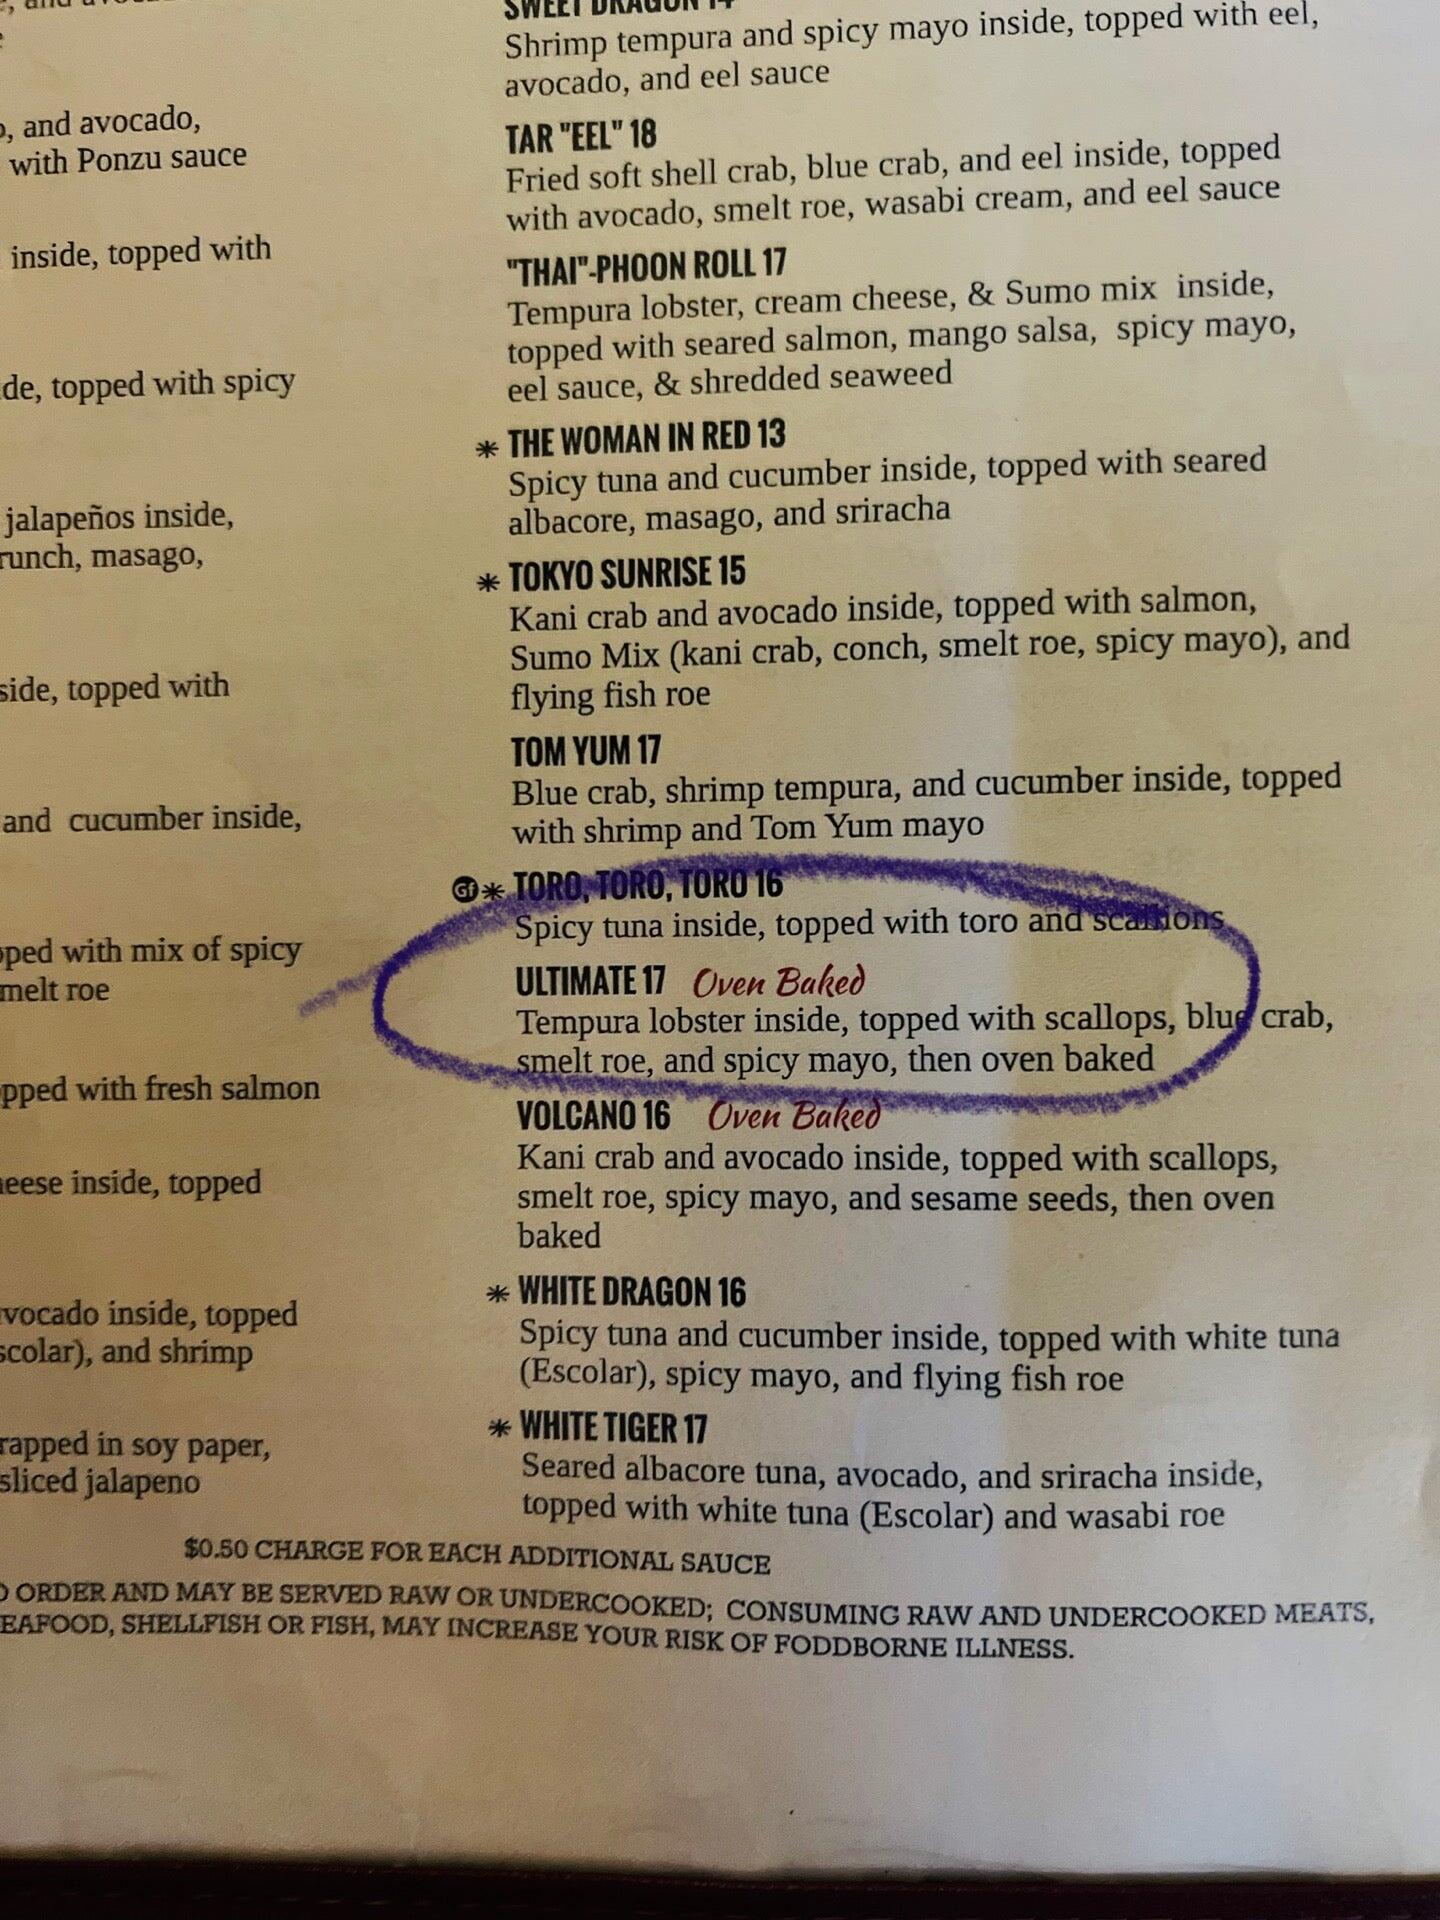 and
, and avocado,
with Ponzu sauce
inside, topped with
topped with spicy
jalapeños inside,
masago,
topped with
and cucumber inside,
with mix of spicy
roe
with fresh salmon
inside, topped
inside, topped
and shrimp
in soy paper,
sliced jalapeno
SWEET DRAGON 14
Shrimp tempura and spicy mayo inside, topped with eel,
avocado, and eel sauce
TAR "EEL" 18
Fried soft shell crab, blue crab, and eel inside, topped
with avocado, smelt roe, wasabi cream, and eel sauce
"THAI"-PHOON ROLL 17
Tempura lobster, cream cheese, & Sumo mix inside,
topped with seared salmon, mango salsa, spicy mayo,
eel sauce, & shredded seaweed
* THE WOMAN IN RED 13
Spicy tuna and cucumber inside, topped with seared
albacore, masago, and sriracha
* TOKYO SUNRISE 15
Kani crab and avocado inside, topped with salmon,
Sumo Mix (kani crab, conch, smelt roe, spicy mayo), and
flying fish roe
TOM YUM 17
Blue crab, shrimp tempura, and cucumber inside, topped
with shrimp and Tom Yum mayo
Gf * TORO, TORO, TORO 16
Spicy tuna inside, topped with toro and scallions
ULTIMATE 17 Oven Baked
Tempura lobster inside, topped with scallops, blue crab,
smelt roe, and spicy mayo, then oven baked
VOLCANO 16 Oven Baked
Kani crab and avocado inside, topped with scallops,
smelt roe, spicy mayo, and sesame seeds, then oven
baked
* WHITE DRAGON 16
Spicy tuna and cucumber inside, topped with white tuna
(Escolar), spicy mayo, and flying fish roe
* WHITE TIGER 17
Seared albacore tuna, avocado, and sriracha inside,
topped with white tuna (Escolar) and wasabi roe
$0.50 CHARGE FOR EACH ADDITIONAL SAUCE
ORDER AND MAY BE SERVED RAW OR UNDERCOOKED; CONSUMING RAW AND UNDERCOOKED MEATS,
SHELLFISH OR FISH, MAY INCREASE YOUR RISK OF FODDBORNE ILLNESS.